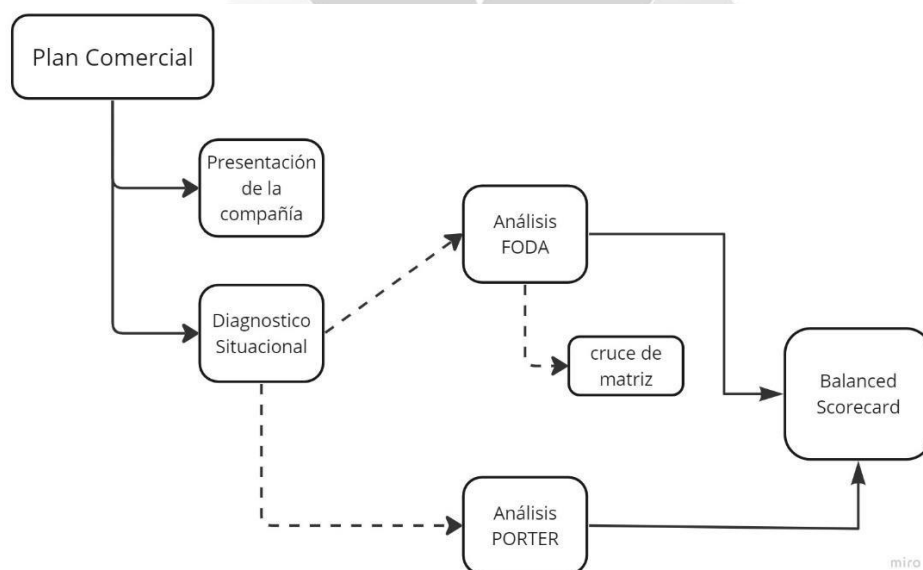 Plan Comercial
Presentación
de la
compañía
Análisis
FODA
Diagnostico
Situacional
cruce de
matriz
Balanced
Scorecard
Análisis
PORTER
miro